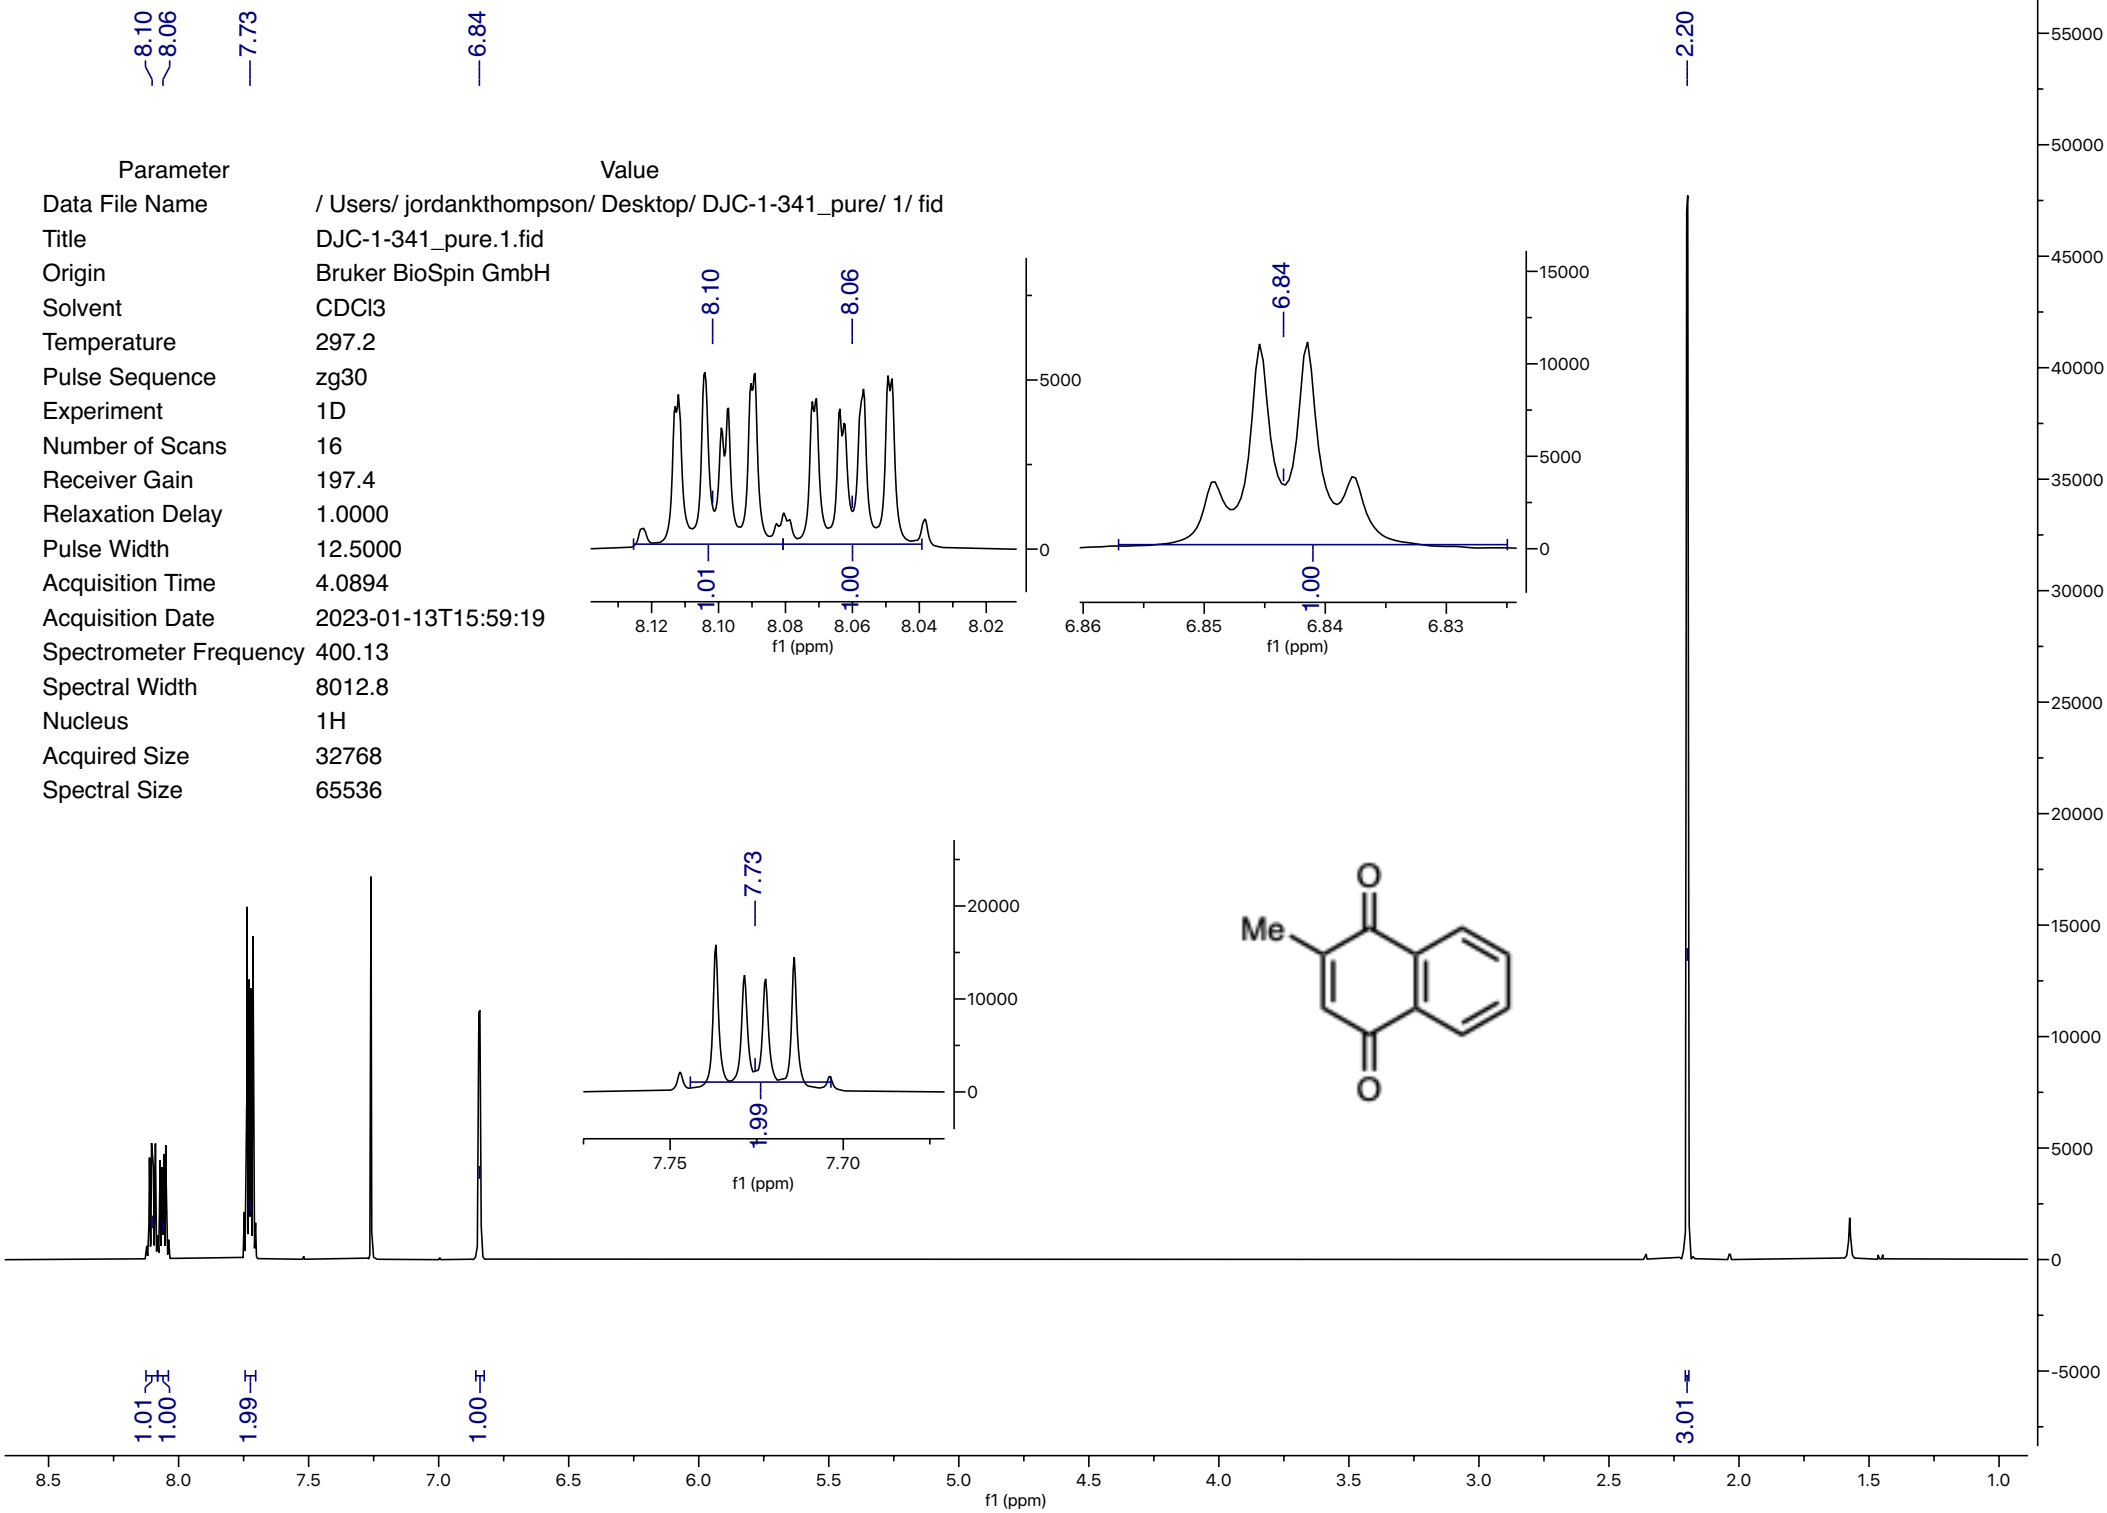 8.10
8.06
7.73
6.84
2.20
Parameter Value
Data File Name / Users/ jordankthompson/ Desktop/ DJC-1-341_pure/ 1/ fid
Title DJC-1-341_pure.1.fid
Origin Bruker BioSpin GmbH
Solvent CDCl3
Temperature 297.2
Pulse Sequence zg30
Experiment 1D
Number of Scans 16
Receiver Gain 197.4
Relaxation Delay 1.0000
Pulse Width 12.5000
Acquisition Time 4.0894
Acquisition Date 2023-01-13T15:59:19
Spectrometer Frequency 400.13
Spectral Width 8012.8
Nucleus 1H
Acquired Size 32768
Spectral Size 65536
8.10
8.06
5000
0
1.01
1.00
8.12 8.10 8.08 8.06 8.04 8.02
f1 (ppm)
6.84
15000
10000
5000
0
1.00
6.86 6.85 6.84 6.83
f1 (ppm)
7.73
20000
10000
0
1.99
7.75 7.70
f1 (ppm)
O
Me
O
55000
50000
45000
40000
35000
30000
25000
20000
15000
10000
5000
0
-5000
1.01
1.00
1.99
1.00
3.01
8.5 8.0 7.5 7.0 6.5 6.0 5.5 5.0 4.5 4.0 3.5 3.0 2.5 2.0 1.5 1.0
f1 (ppm)